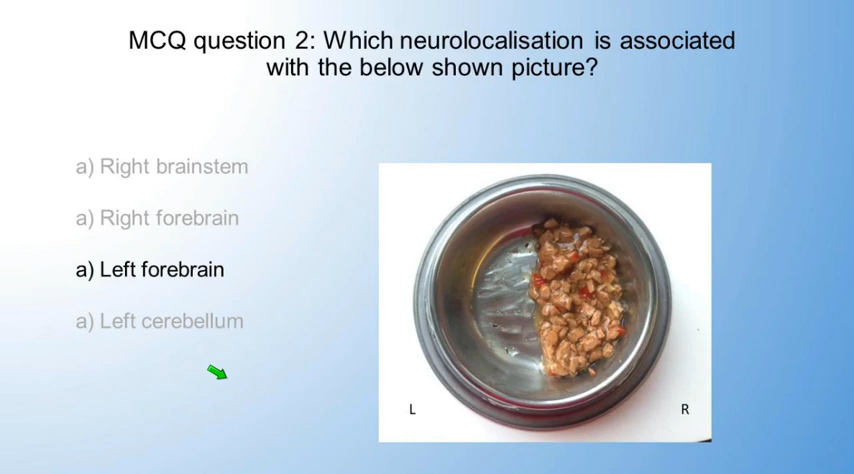 MCQ question 2: Which neurolocalisation is associated
with the below shown picture?
a) Right brainstem
a) Right forebrain
a) Left forebrain
a) Left cerebellum
L
R